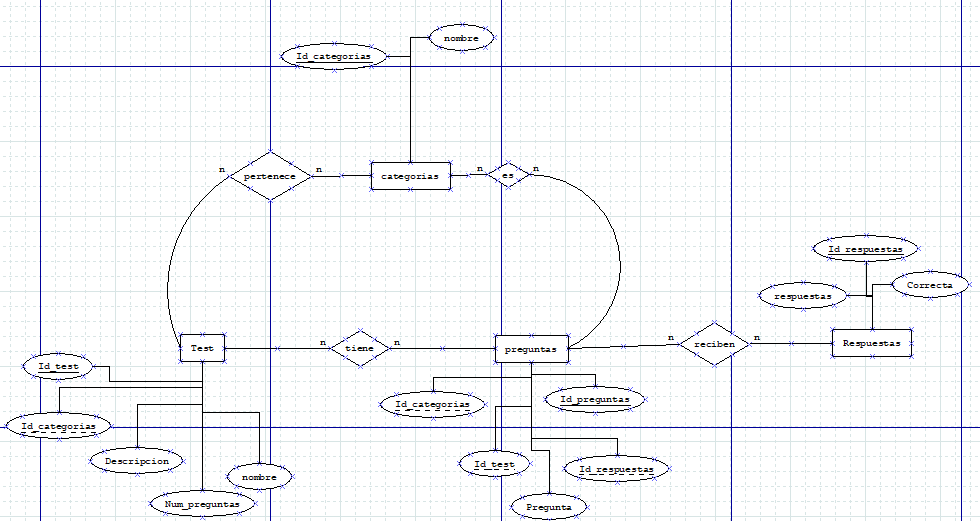 nombre
Id_categorias
n
pertenece
n
categorias
n
es
n
Id_respuestas
respuestas
Correcta
Test
n
tiene
n
preguntas
n
reciben
n
Respuestas
Id_test
Id_categorias
Descripcion
nombre
Num_preguntas
Id_categorias
Id_preguntas
Id_test
Id_respuestas
Pregunta